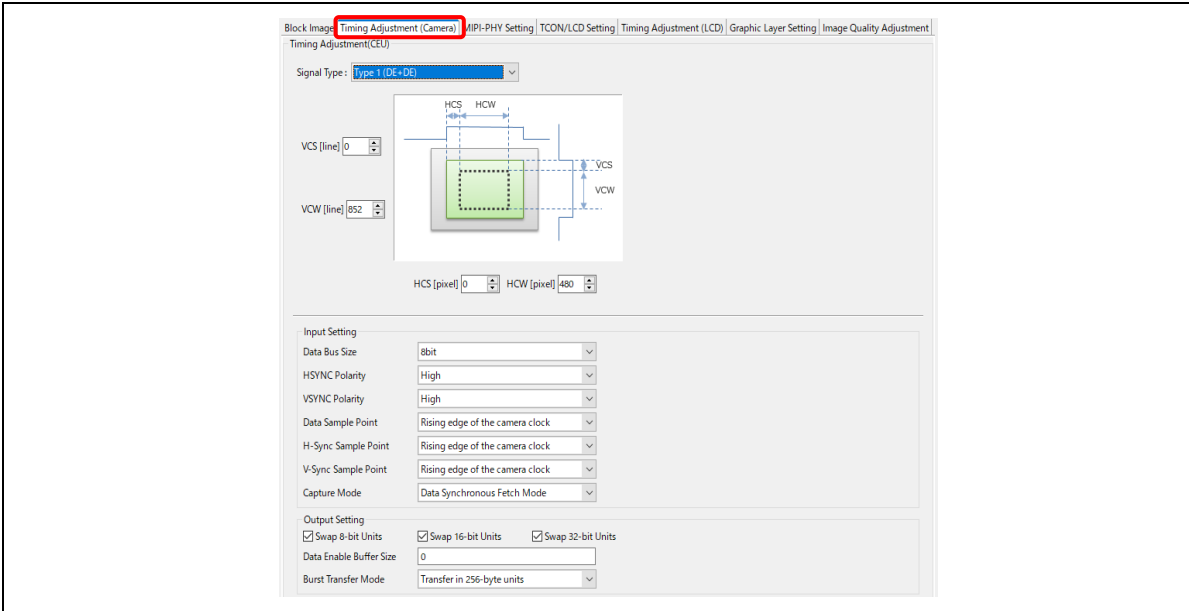 Block Image Timing Adjustment (Camera) MIPI-PHY Setting TCON/LCD Setting Timing Adjustment (LCD) Graphic Layer Setting Image Quality Adjustment
Timing Adjustment(CEU)
Signal Type : Type 1 (DE+DE)
HCS HCW
VCS [line] 0
VCS
VCW
VCW [line] 852
HCS [pixel] 0 HCW [pixel] 480
Input Setting
Data Bus Size 8bit
HSYNC Polarity High
VSYNC Polarity High
Data Sample Point Rising edge of the camera clock
H-Sync Sample Point Rising edge of the camera clock
V-Sync Sample Point Rising edge of the camera clock
Capture Mode Data Synchronous Fetch Mode
Output Setting
Swap 8-bit Units Swap 16-bit Units Swap 32-bit Units
Data Enable Buffer Size 0
Burst Transfer Mode Transfer in 256-byte units